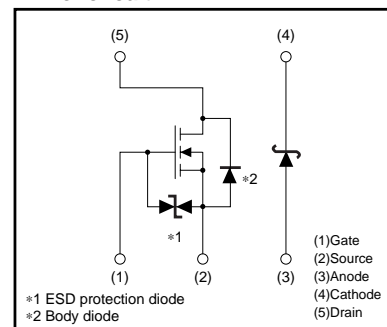 (5)
(4)
∗2
∗1
(1)
(2)
(3)
(1)Gate
(2)Source
(3)Anode
(4)Cathode
(5)Drain
∗1 ESD protection diode
∗2 Body diode